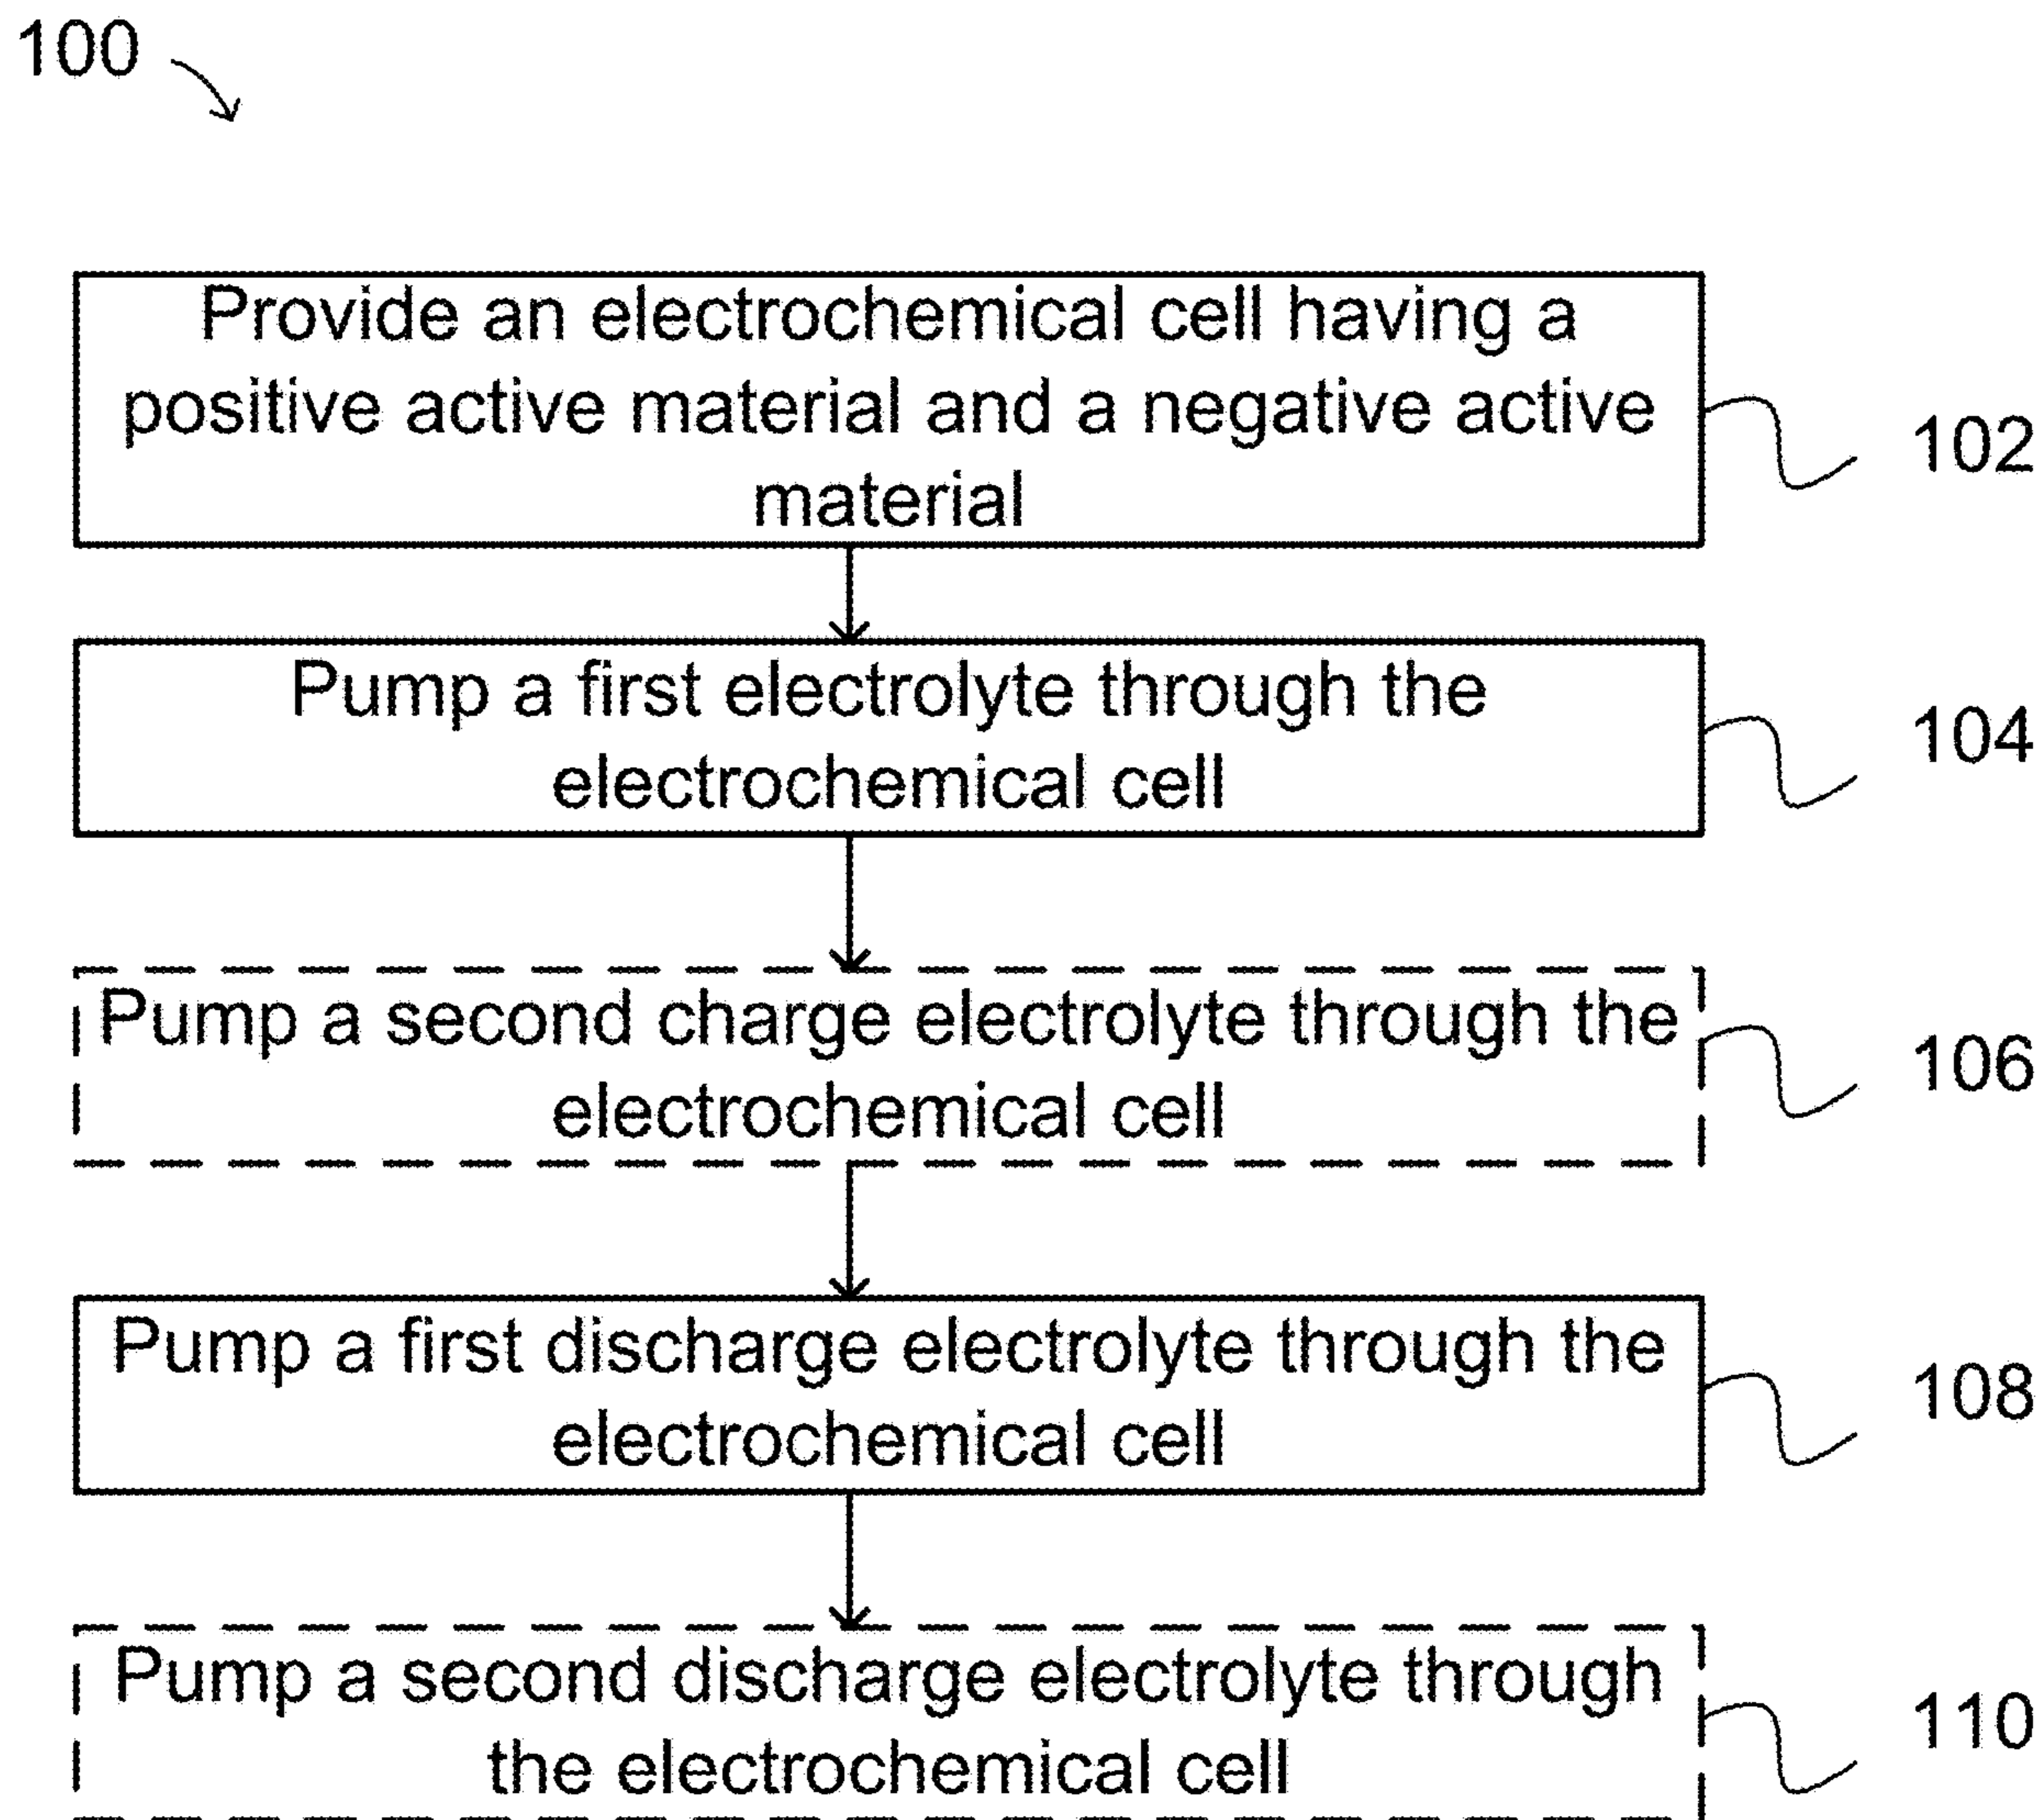 100
Provide an electrochemical cell having a
positive active material and a negative active
material
102
Pump a first electrolyte through the
electrochemical cell
104
Pump a second charge electrolyte through the
electrochemical cell
106
Pump a first discharge electrolyte through the
electrochemical cell
108
Pump a second discharge electrolyte through
the electrochemical cell
110